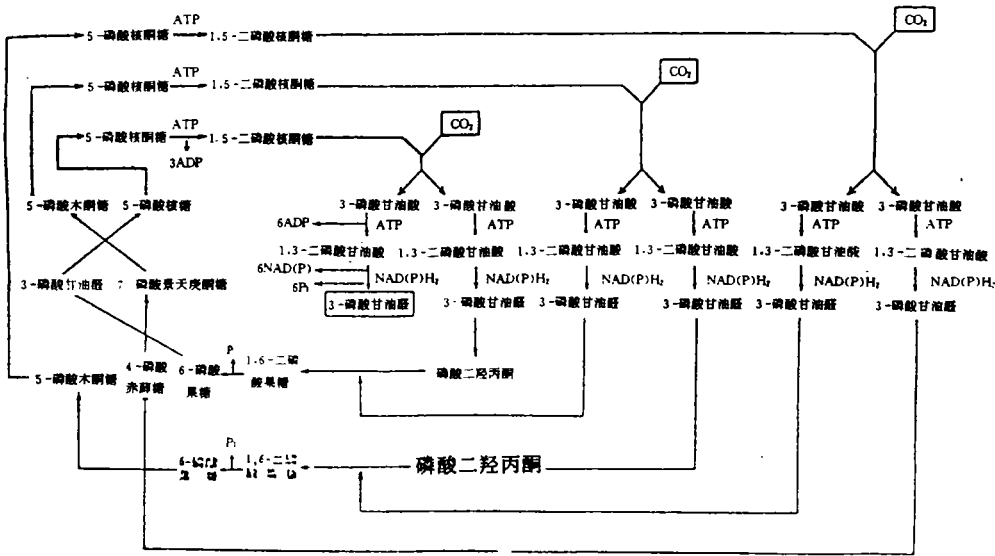 ATP
CO₂
5-磷酸核酮糖
1.5-二磷酸核酮糖
ATP
CO₂
5-磷酸核酮糖
1.5-二磷酸核酮糖
ATP
CO₂
5-磷酸核酮糖
1.5-二磷酸核酮糖
3ADP
5-磷酸木酮糖 5-磷酸核糖
3-磷酸甘油酸 3-磷酸甘油酸 3-磷酸甘油酸 3-磷酸甘油酸 3-磷酸甘油酸 3-磷酸甘油酸
6ADP ATP ATP ATP ATP ATP ATP
1.3-二磷酸甘油酸 1.3-二磷酸甘油酸 1.3-二磷酸甘油酸 1.3-二磷酸甘油酸 1.3-二磷酸甘油酸 1.3-二磷酸甘油酸
6NAD(P)
NAD(P)H₂ NAD(P)H₂ NAD(P)H₂ NAD(P)H₂ NAD(P)H₂ NAD(P)H₂
6Pi
3-磷酸甘油醛 7-磷酸景天庚酮糖
3-磷酸甘油醛 3-磷酸甘油醛 3-磷酸甘油醛 3-磷酸甘油醛 3-磷酸甘油醛 3-磷酸甘油醛
P
5-磷酸木酮糖
4-磷酸
赤藓糖
6-磷酸
果糖
1.6-二磷
酸果糖
磷酸二羟丙酮
Pi
1.6-二
磷酸二羟丙酮